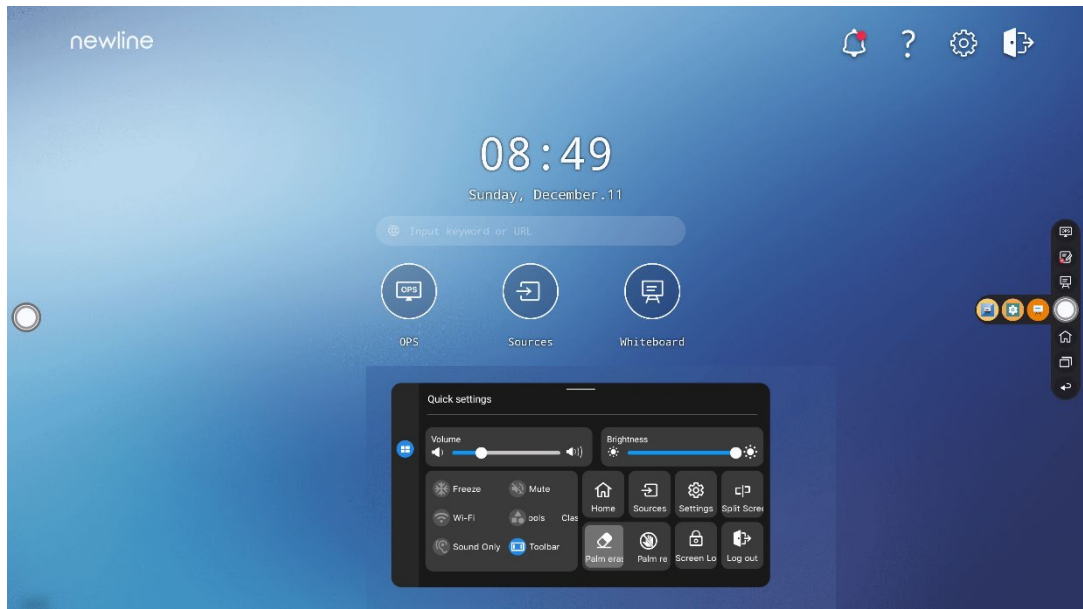 newline
?
08:49
Sunday, December.11
Input keyword or URL
OPS
OPS
Sources
Whiteboard
OPS
Quick settings
Volume
Brightness
Freeze
Mute
Wi-Fi
ools
Clas
Sound Only
Toolbar
Home
Sources
Settings
Split Scree
Palm eras
Palm re
Screen Lo
Log out